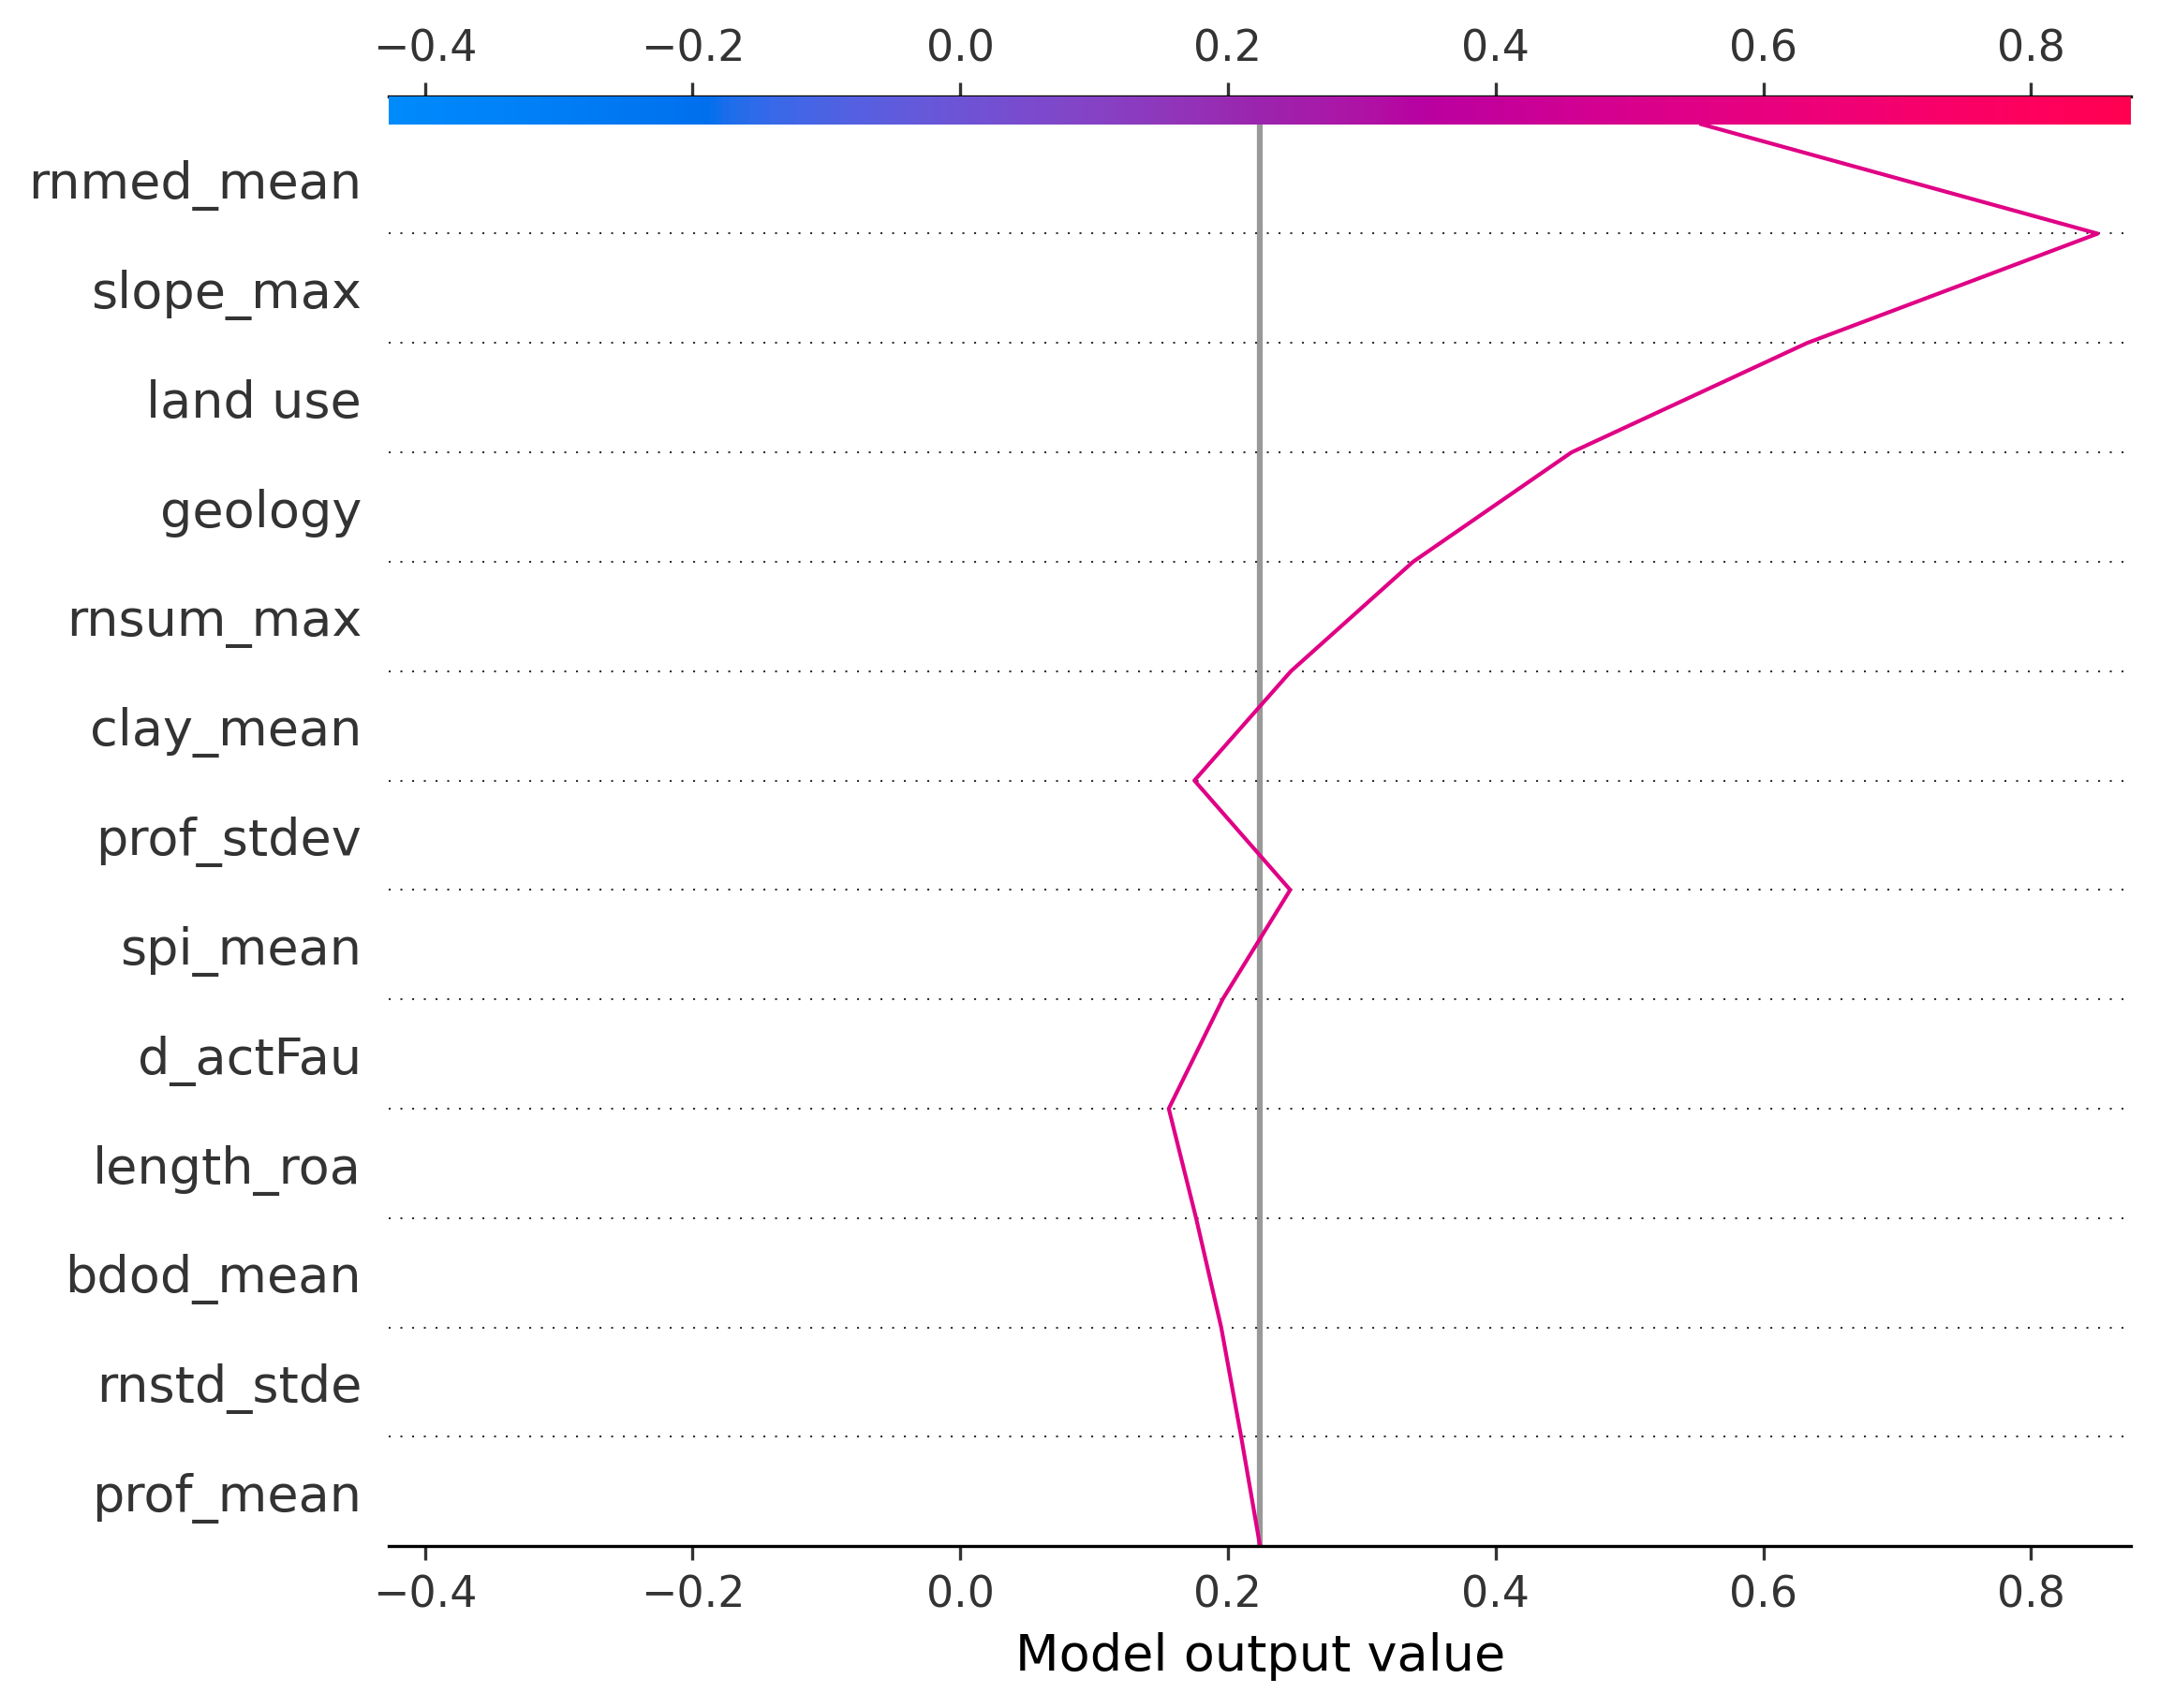 −0.4 −0.2 0.0 0.2 0.4 0.6 0.8
rnmed_mean
slope_max
land use
geology
rnsum_max
clay_mean
prof_stdev
spi_mean
d_actFau
length_roa
bdod_mean
rnstd_stde
prof_mean
−0.4 −0.2 0.0 0.2 0.4 0.6 0.8
Model output value